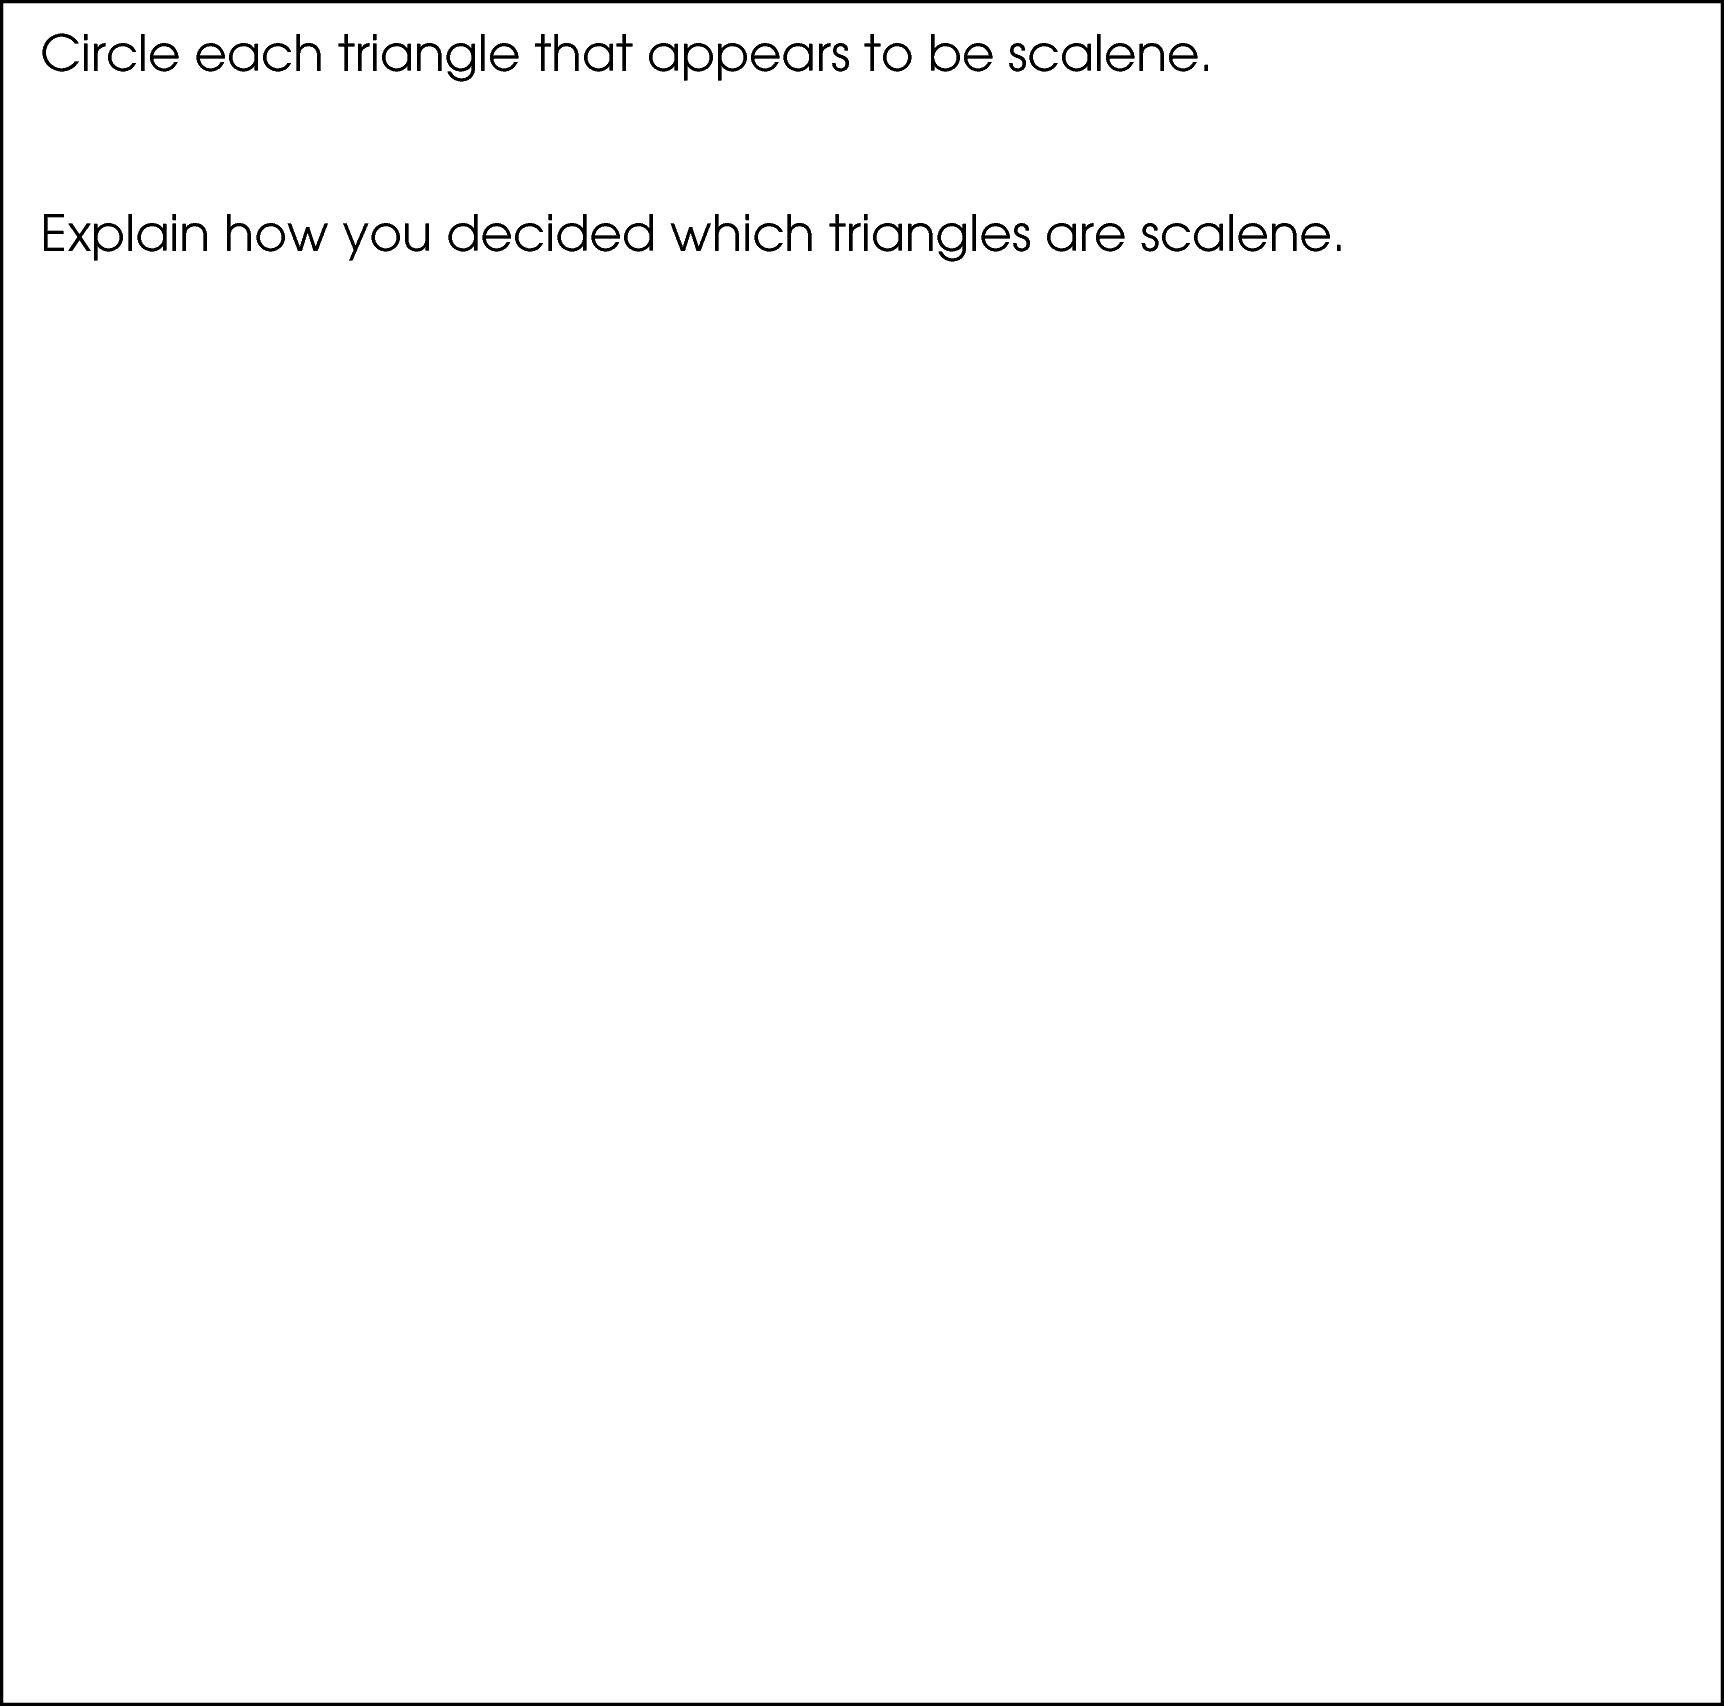 Circle each triangle that appears to be scalene.
Explain how you decided which triangles are scalene.